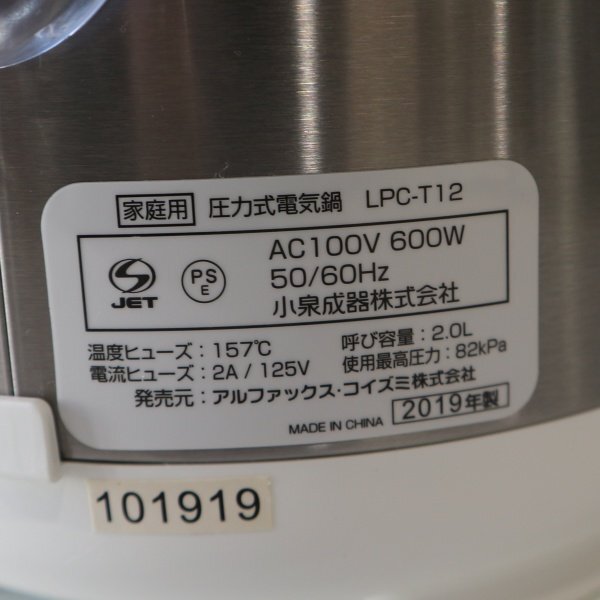 家庭用 圧力式電気鍋 LPC-T12
JET
PS
E
AC100V 600W
50/60Hz
小泉成器株式会社
温度ヒューズ：157℃
電流ヒューズ：2A / 125V
呼び容量：2.0L
使用最高圧力：82kPa
発売元：アルファックス・コイズミ株式会社
MADE IN CHINA 2019年製
101919